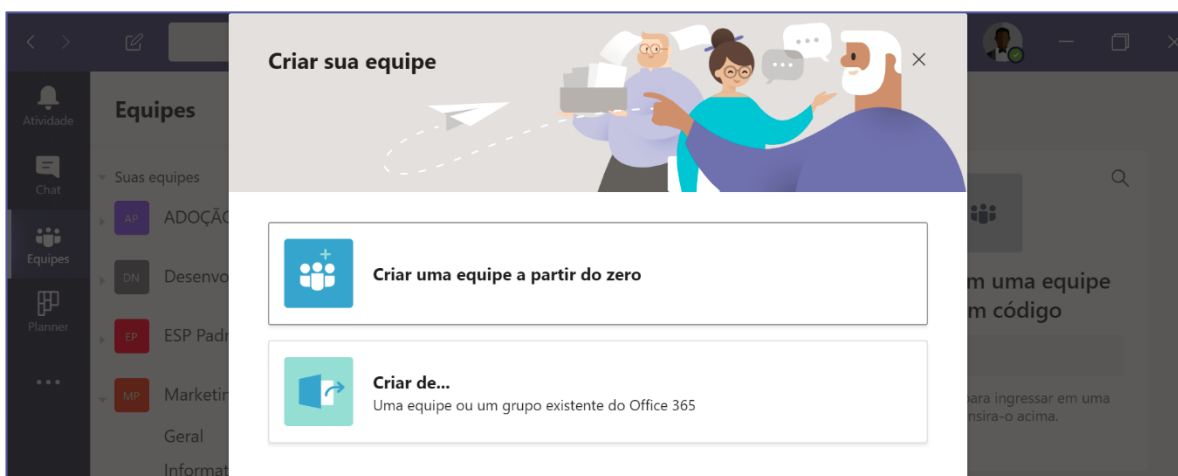 Criar sua equipe
Atividade
Equipes
Chat
Suas equipes
AP ADOÇÃO
Equipes
DN Desenvo
Planner
EP ESP Padr
MP Marketin
Geral
Informat
Criar uma equipe a partir do zero
Criar de...
Uma equipe ou um grupo existente do Office 365
m uma equipe
m código
para ingressar em uma
nsira-o acima.